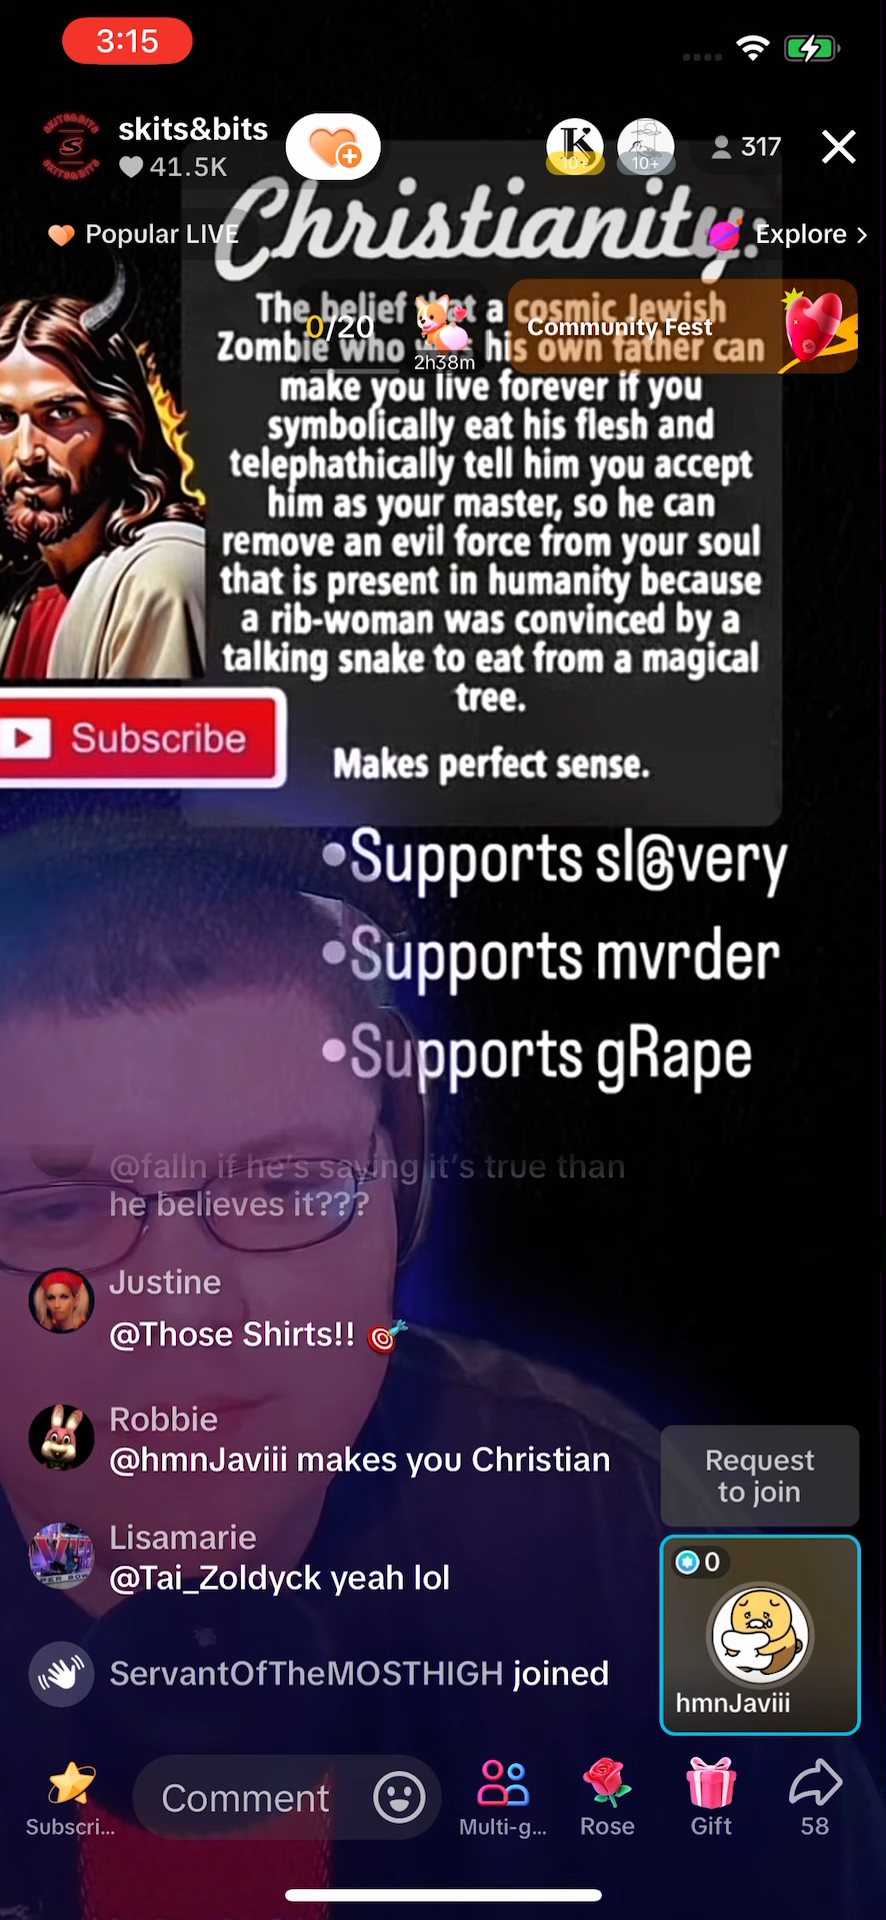 3:15
skits&bits
41.5K
10+
10+
317
Popular LIVE
Explore >
Christianity:
The belief that a cosmic Jewish
Zombie who was his own father can
make you live forever if you
symbolically eat his flesh and
telephathically tell him you accept
him as your master, so he can
remove an evil force from your soul
that is present in humanity because
a rib-woman was convinced by a
talking snake to eat from a magical
tree.
Makes perfect sense.
0/20
2h38m
Community Fest
Subscribe
•Supports sl@very
•Supports mvrder
•Supports gRape
@falln if he's saying it's true than
he believes it???
Justine
@Those Shirts!! 🎯
Robbie
@hmnJaviii makes you Christian
Lisamarie
@Tai_Zoldyck yeah lol
ServantOfTheMOSTHIGH joined
Request
to join
0
hmnJaviii
Subscri...
Comment
Multi-g...
Rose
Gift
58